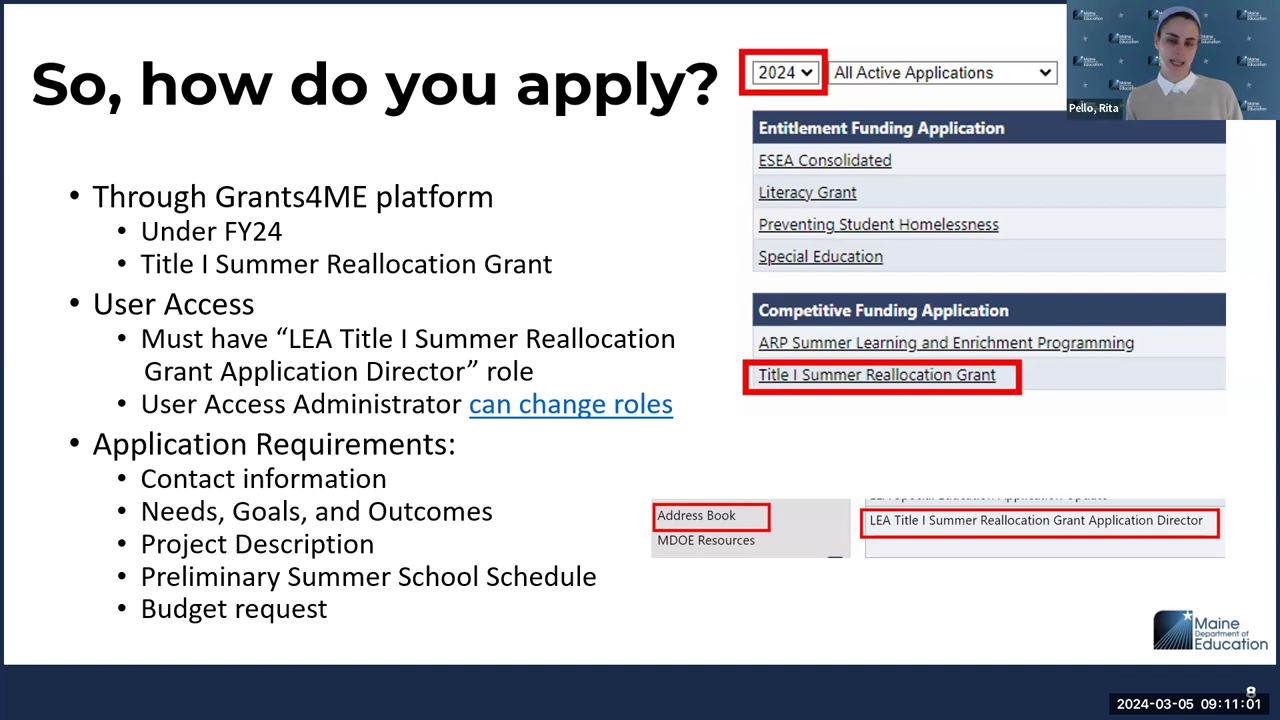 So, how do you apply?
• Through Grants4ME platform
• Under FY24
• Title I Summer Reallocation Grant
• User Access
• Must have “LEA Title I Summer Reallocation
Grant Application Director” role
• User Access Administrator can change roles
• Application Requirements:
• Contact information
• Needs, Goals, and Outcomes
• Project Description
• Preliminary Summer School Schedule
• Budget request
2024 All Active Applications
Entitlement Funding Application
ESEA Consolidated
Literacy Grant
Preventing Student Homelessness
Special Education
Competitive Funding Application
ARP Summer Learning and Enrichment Programming
Title I Summer Reallocation Grant
Address Book
MDOE Resources
LEA Title I Summer Reallocation Grant Application Director
Pello, Rita
Maine
Department of
Education
8
2024-03-05 09:11:01